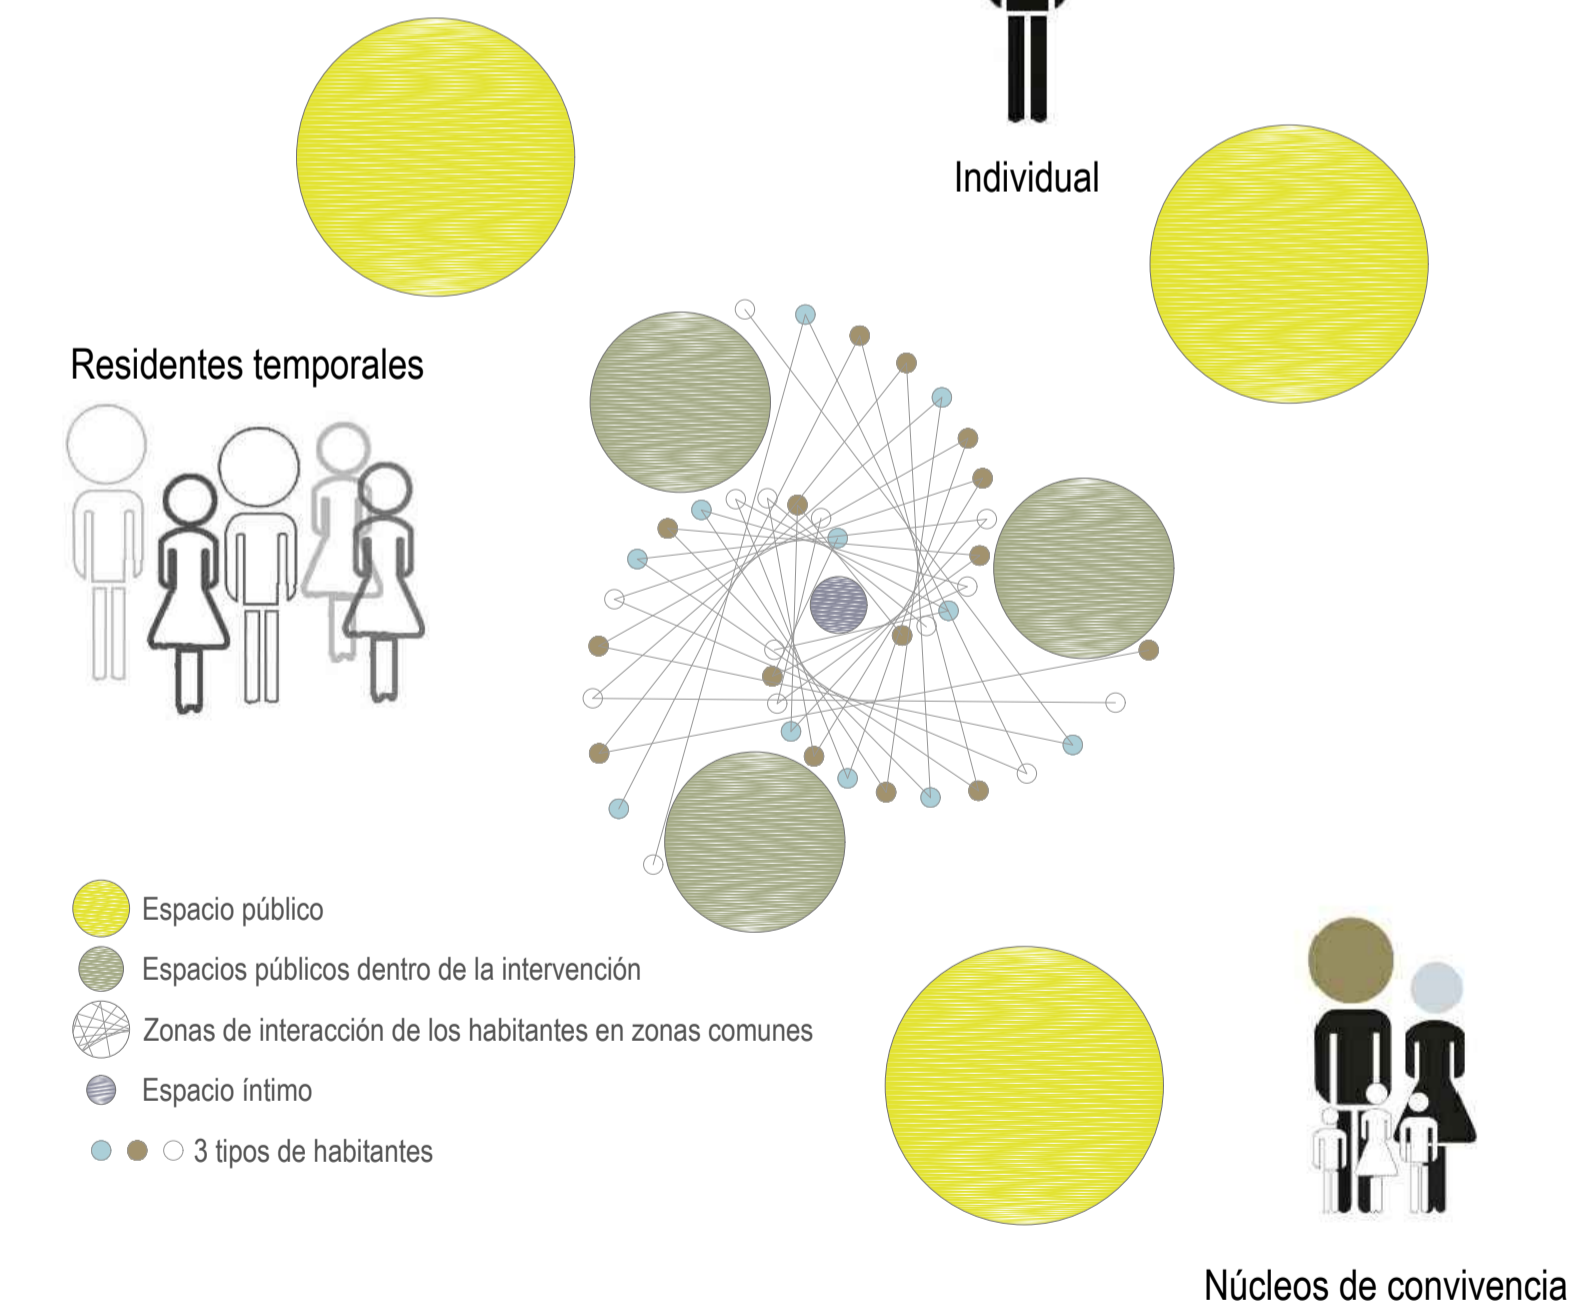 Individual
Residentes temporales
Espacio público
Espacios públicos dentro de la intervención
Zonas de interacción de los habitantes en zonas comunes
Espacio íntimo
3 tipos de habitantes
Núcleos de convivencia